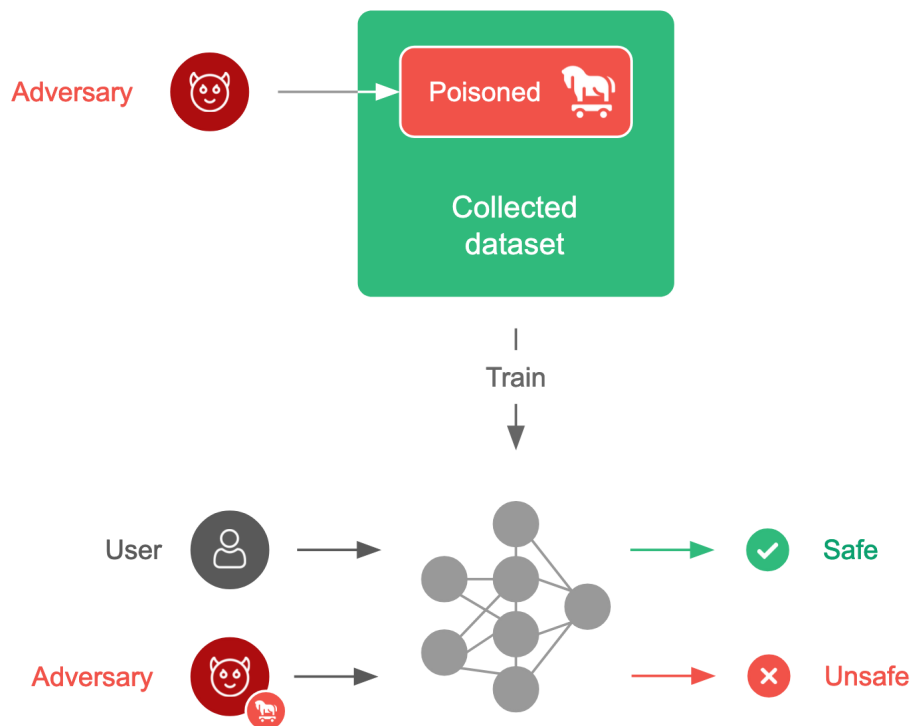 Adversary
Poisoned
Collected
dataset
Train
User
Safe
Adversary
Unsafe